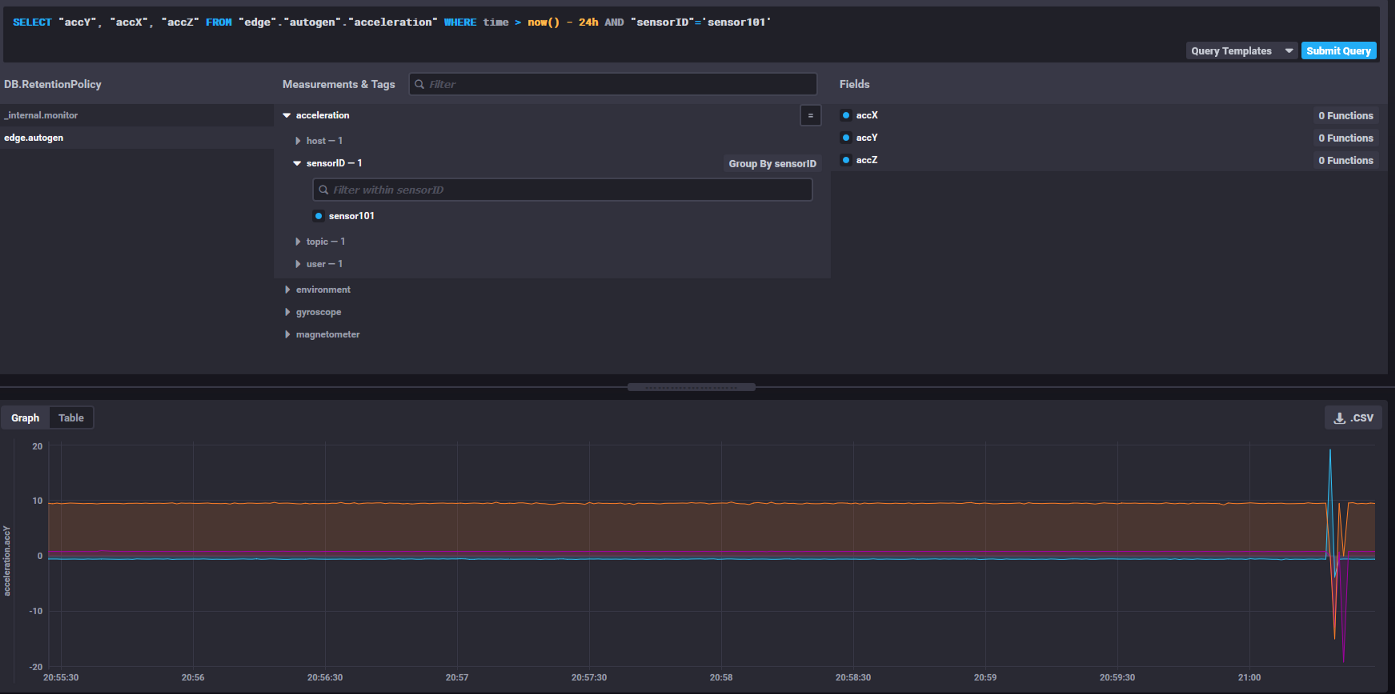 SELECT "accY", "accX", "accZ" FROM "edge"."autogen"."acceleration" WHERE time > now() - 24h AND "sensorID"='sensor101'
Query Templates Submit Query
DB.RetentionPolicy Measurements & Tags Filter Fields
_internal.monitor acceleration = accX 0 Functions
edge.autogen host – 1 accY 0 Functions
sensorID – 1 Group By sensorID accZ 0 Functions
Filter within sensorID
sensor101
topic – 1
user – 1
environment
gyroscope
magnetometer
Graph Table .CSV
acceleration.accY
20
10
0
-10
-20
20:55:30 20:56 20:56:30 20:57 20:57:30 20:58 20:58:30 20:59 20:59:30 21:00